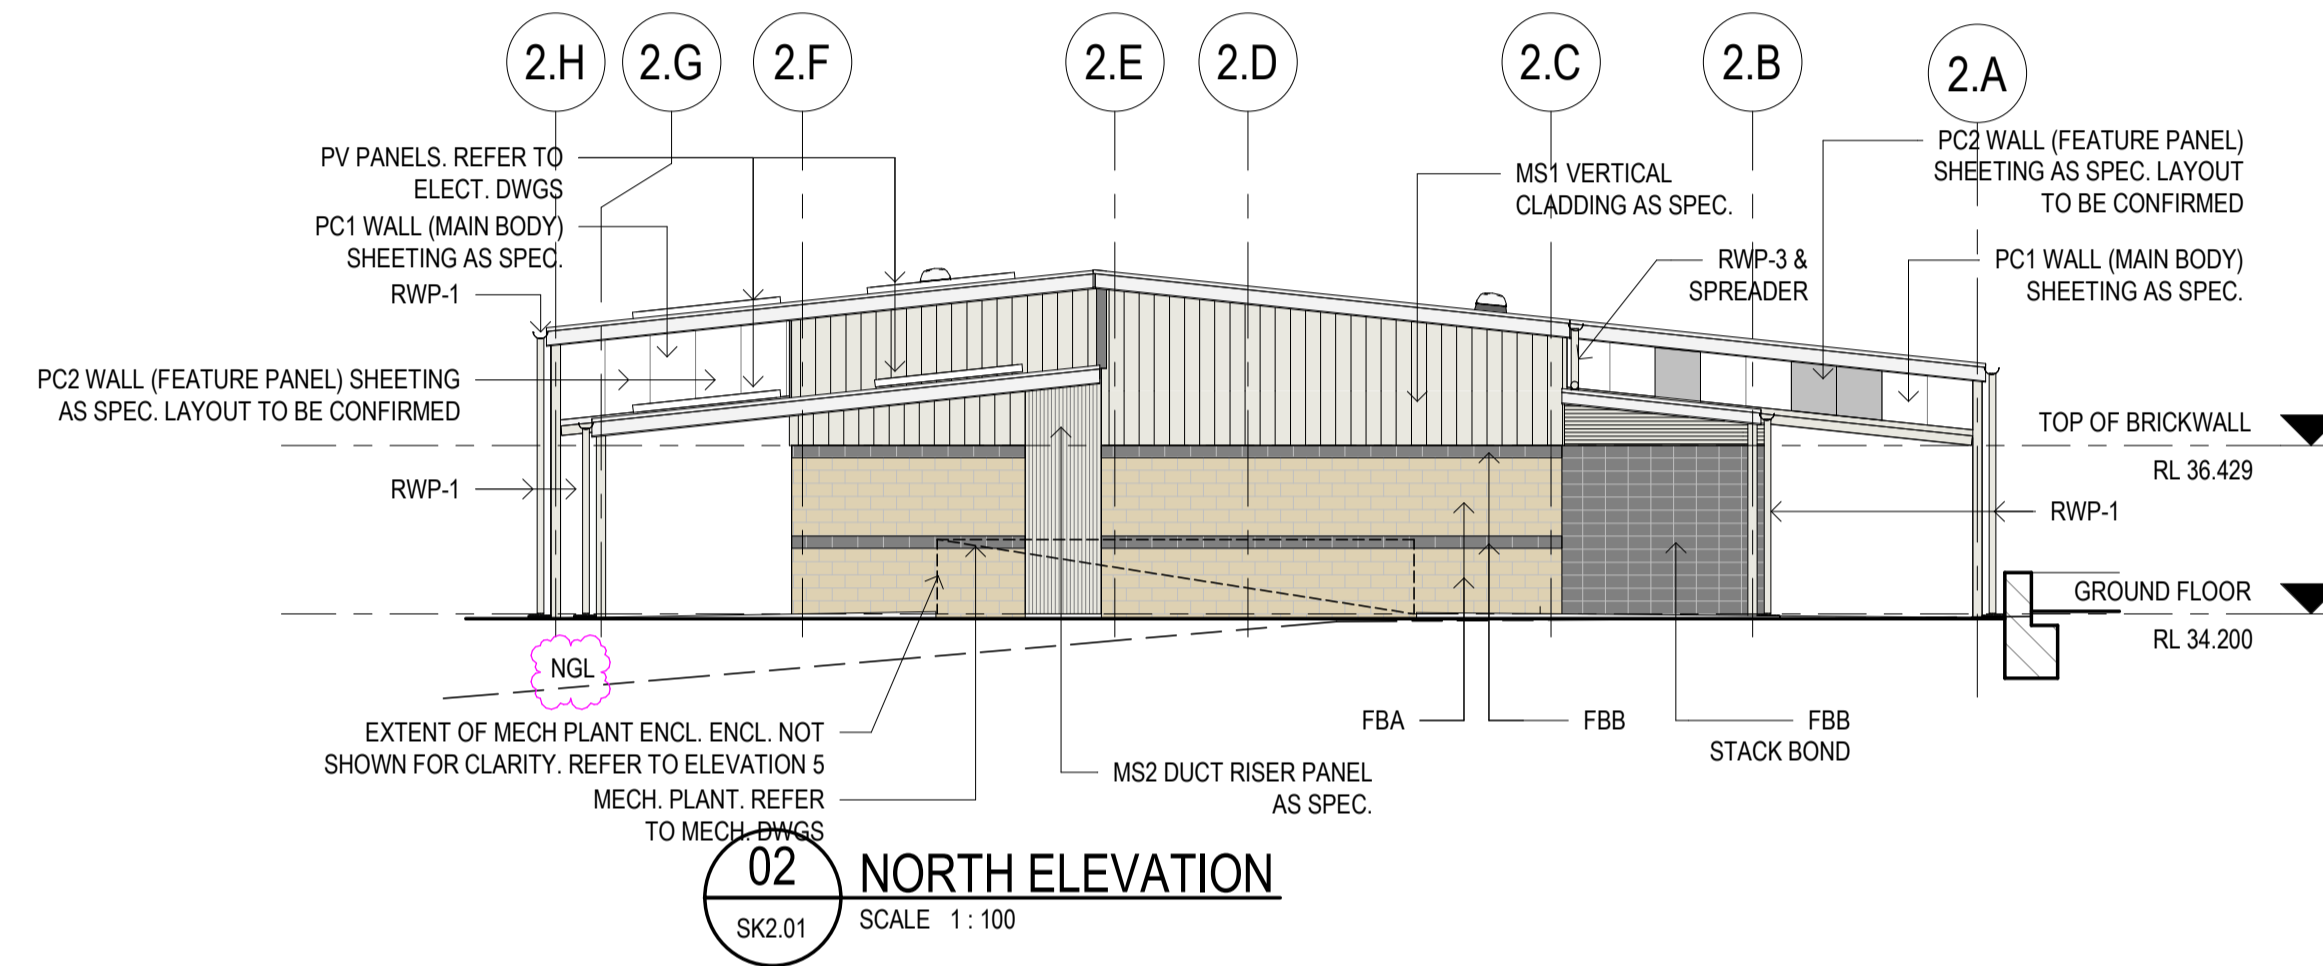 2.H
2.G
2.F
2.E
2.D
2.C
2.B
2.A
PV PANELS. REFER TO
ELECT. DWGS
PC1 WALL (MAIN BODY)
SHEETING AS SPEC.
RWP-1
PC2 WALL (FEATURE PANEL) SHEETING
AS SPEC. LAYOUT TO BE CONFIRMED
RWP-1
MS1 VERTICAL
CLADDING AS SPEC.
RWP-3 &
SPREADER
PC2 WALL (FEATURE PANEL)
SHEETING AS SPEC. LAYOUT
TO BE CONFIRMED
PC1 WALL (MAIN BODY)
SHEETING AS SPEC.
TOP OF BRICKWALL
RL 36.429
RWP-1
GROUND FLOOR
RL 34.200
NGL
EXTENT OF MECH PLANT ENCL. ENCL. NOT
SHOWN FOR CLARITY. REFER TO ELEVATION 5
MECH. PLANT. REFER
TO MECH. DWGS
MS2 DUCT RISER PANEL
AS SPEC.
FBA
FBB
FBB
STACK BOND
02
SK2.01
NORTH ELEVATION
SCALE 1 : 100